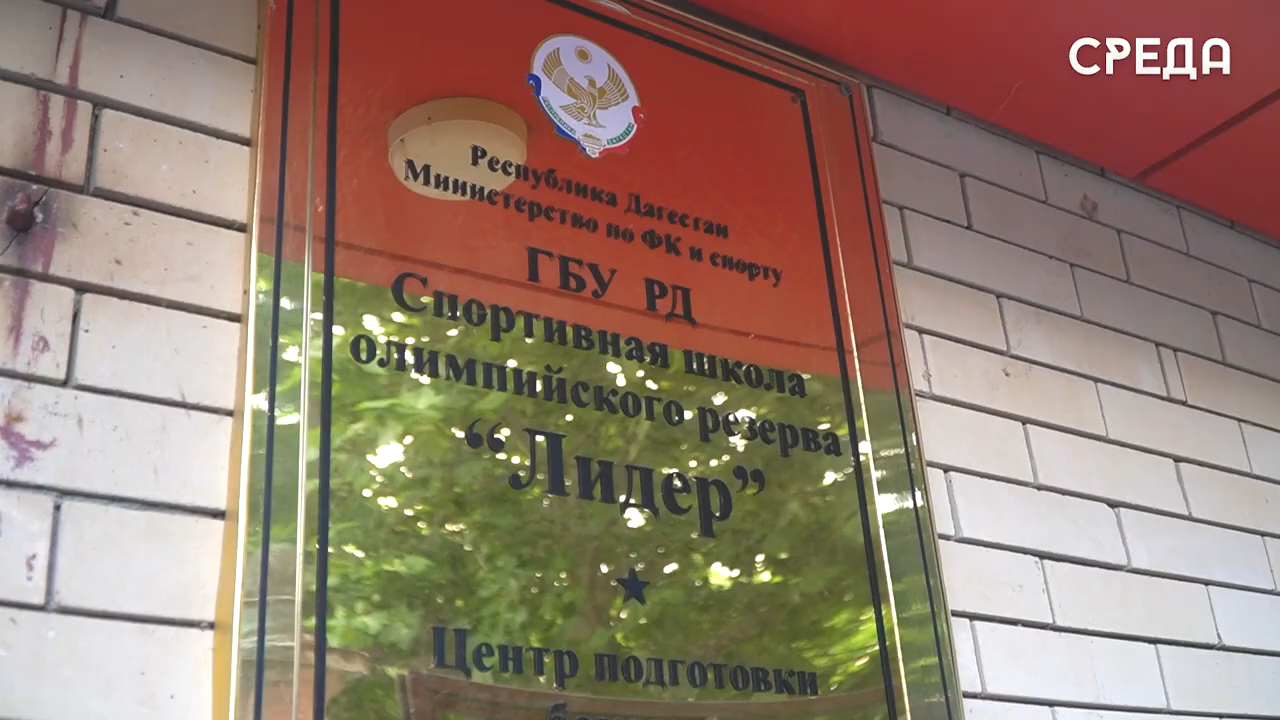 СРЕДА
Республика Дагестан
Министерство по ФК и спорту
ГБУ РД
Спортивная школа
олимпийского резерва
“Лидер”
Центр подготовки